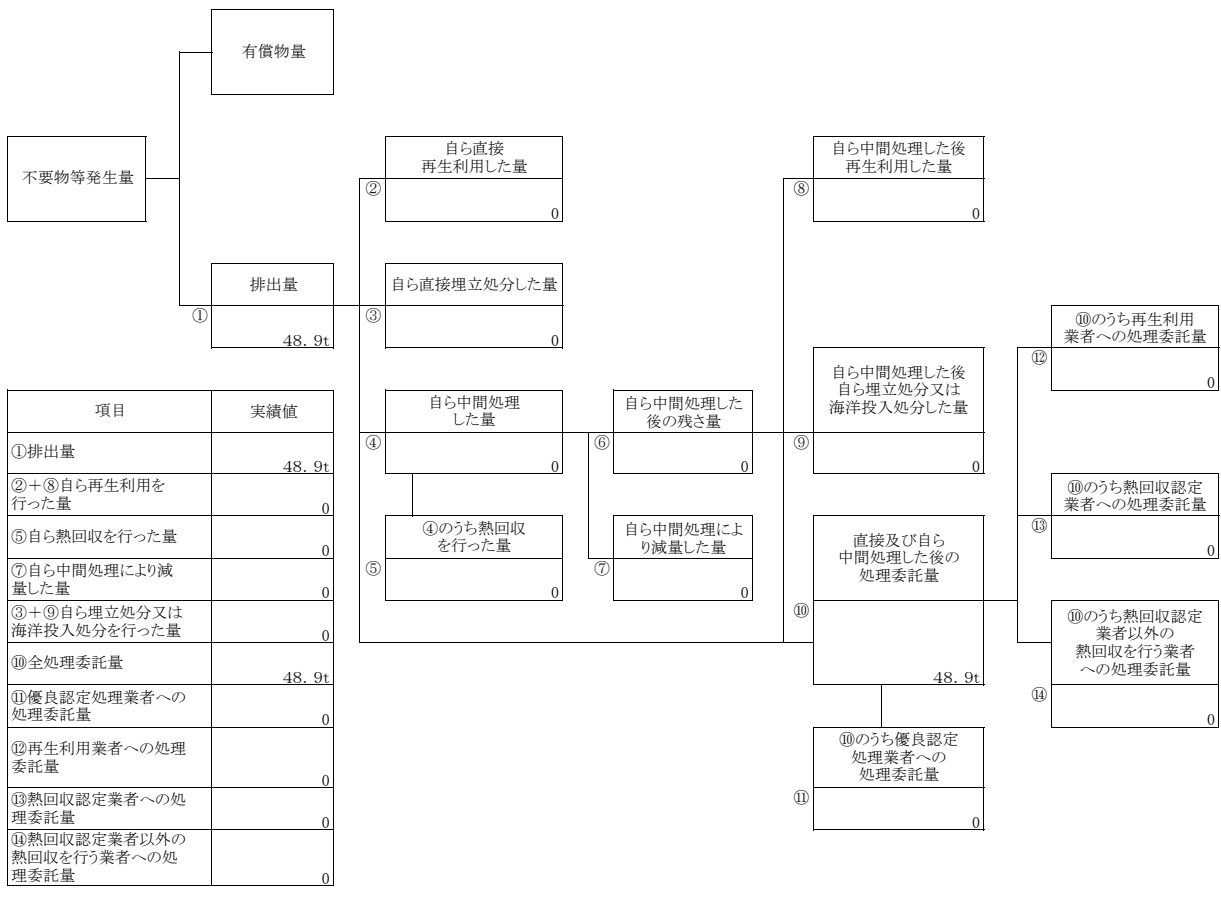 有償物量
不要物等発生量
排出量
①
48．9t
自ら直接
再生利用した量
②
0
自ら直接埋立処分した量
③
0
自ら中間処理
した量
④
0
④のうち熱回収
を行った量
⑤
0
自ら中間処理した
後の残さ量
⑥
0
自ら中間処理によ
り減量した量
⑦
0
自ら中間処理した後
再生利用した量
⑧
0
自ら中間処理した後
自ら埋立処分又は
海洋投入処分した量
⑨
0
直接及び自ら
中間処理した後の
処理委託量
⑩
48．9t
⑩のうち優良認定
処理業者への
処理委託量
⑪
0
⑩のうち再生利用
業者への処理委託量
⑫
0
⑩のうち熱回収認定
業者への処理委託量
⑬
0
⑩のうち熱回収認定
業者以外の
熱回収を行う業者
への処理委託量
⑭
0
項目 実績値
①排出量
48．9t
②＋⑧自ら再生利用を
行った量
0
⑤自ら熱回収を行った量
0
⑦自ら中間処理により減
量した量
0
③＋⑨自ら埋立処分又は
海洋投入処分を行った量
0
⑩全処理委託量
48．9t
⑪優良認定処理業者への
処理委託量
0
⑫再生利用業者への処理
委託量
0
⑬熱回収認定業者への処
理委託量
0
⑭熱回収認定業者以外の
熱回収を行う業者への処
理委託量
0